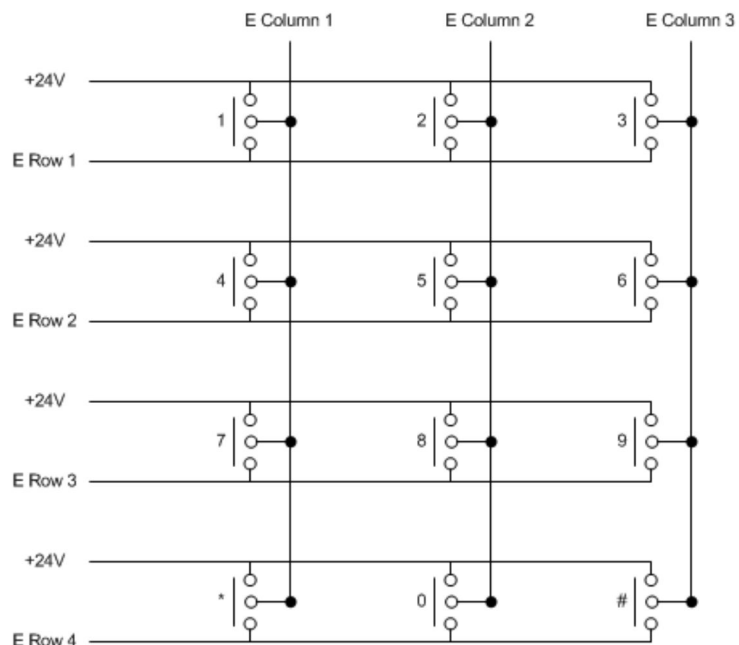 E Column 1 E Column 2 E Column 3
+24V
1 2 3
E Row 1
+24V
4 5 6
E Row 2
+24V
7 8 9
E Row 3
+24V
* 0 #
E Row 4